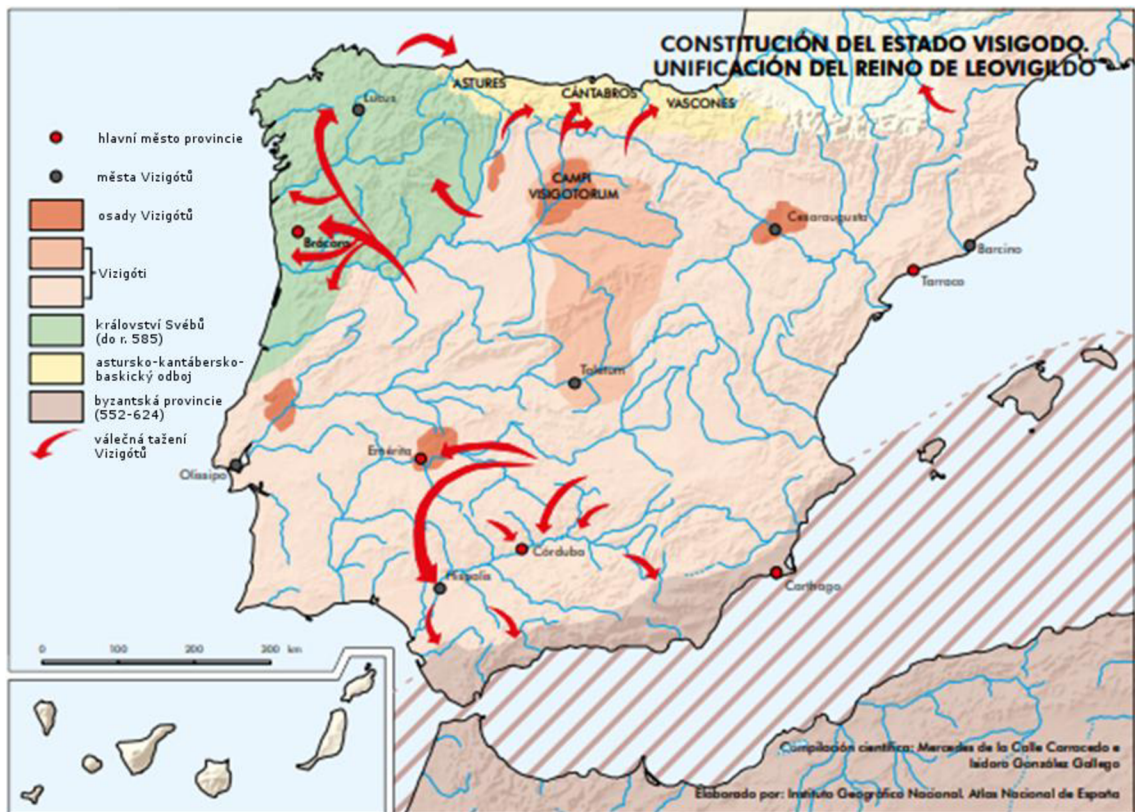 CONSTITUCIÓN DEL ESTADO VISIGODO.
UNIFICACIÓN DEL REINO DE LEOVIGILDO
ASTURES
CÁNTABROS
VASCONES
Lucus
hlavní město provincie
města Vizigótů
osady Vizigótů
Vizigóti
království Svébů
(do r. 585)
astursko-kantábersko-
baskický odboj
byzantská provincie
(552-624)
válečná tažení
Vizigótů
CAMPI
VISIGOTORUM
Cesaraugusta
Brácara
Barcino
Tarraco
Toletum
Emérita
Olissipo
Córduba
Hispalis
Carthago
0 100 200 300 km
Compilación científica: Mercedes de la Calle Carracedo e
Isidoro González Gallego
Elaborado por: Instituto Geográfico Nacional. Atlas Nacional de España